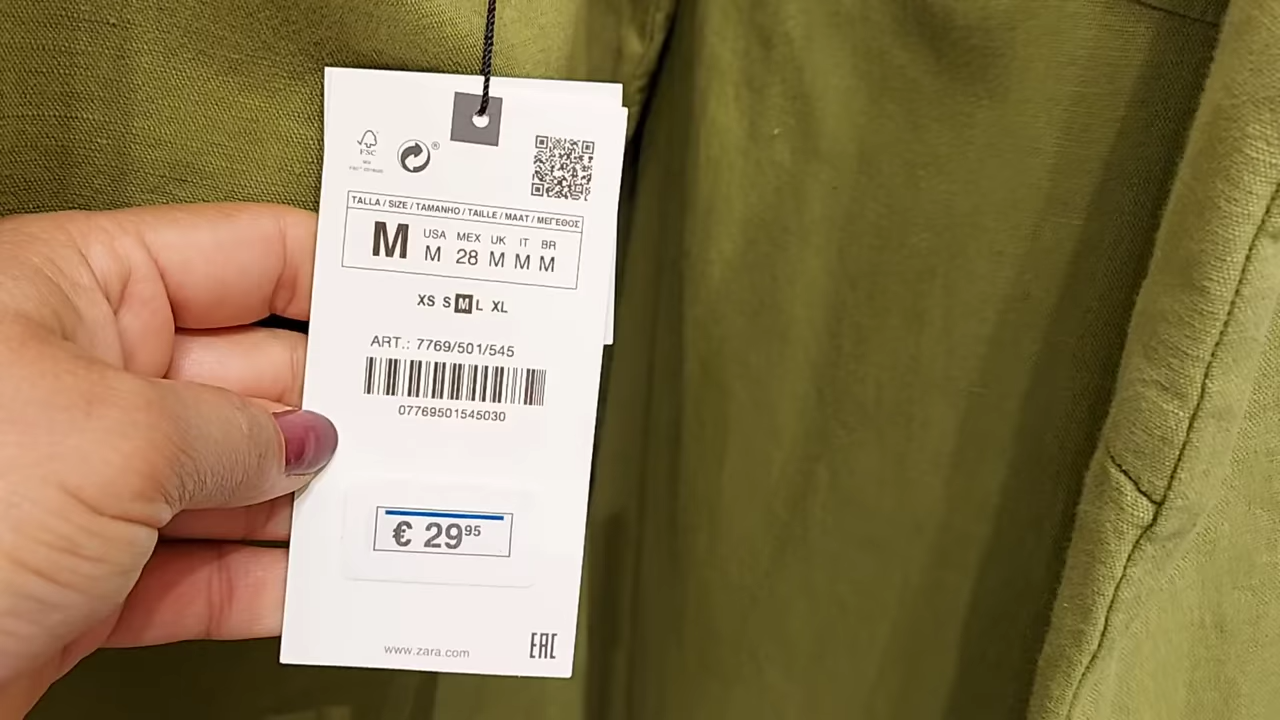 FSC
®
TALLA / SIZE / TAMANHO / TAILLE / MAAT / ΜΕΓΕΘΟΣ
M
USA MEX UK IT BR
M 28 M M M
XS S M L XL
ART.: 7769/501/545
07769501545030
€ 29 95
www.zara.com
EAC